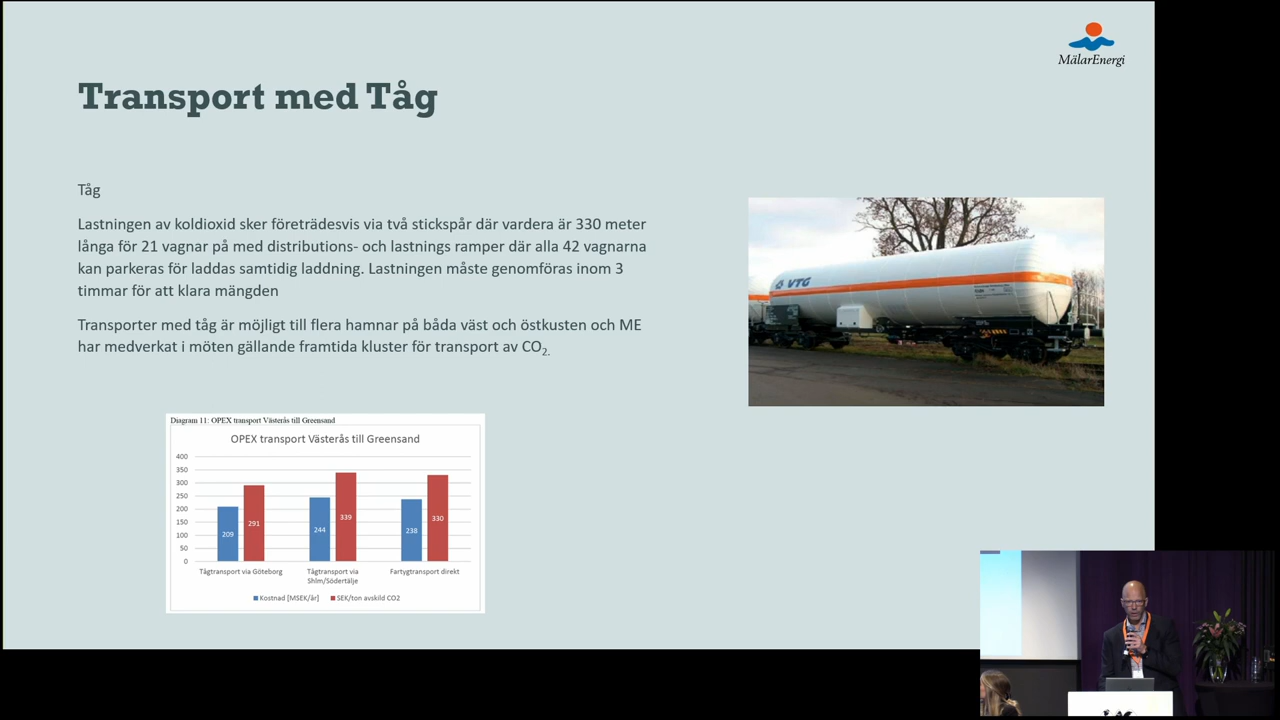 MälarEnergi
Transport med Tåg
Tåg
Lastningen av koldioxid sker företrädesvis via två stickspår där vardera är 330 meter
långa för 21 vagnar på med distributions- och lastnings ramper där alla 42 vagnarna
kan parkeras för laddas samtidig laddning. Lastningen måste genomföras inom 3
timmar för att klara mängden
Transporter med tåg är möjligt till flera hamnar på båda väst och östkusten och ME
har medverkat i möten gällande framtida kluster för transport av CO2.
VTG
Diagram 11: OPEX transport Västerås till Greensand
OPEX transport Västerås till Greensand
400
350
300
250
200
150
100
50
0
209
291
244
339
238
330
Tågtransport via Göteborg
Tågtransport via
Shlm/Södertälje
Fartygtransport direkt
Kostnad [MSEK/år]
SEK/ton avskild CO2